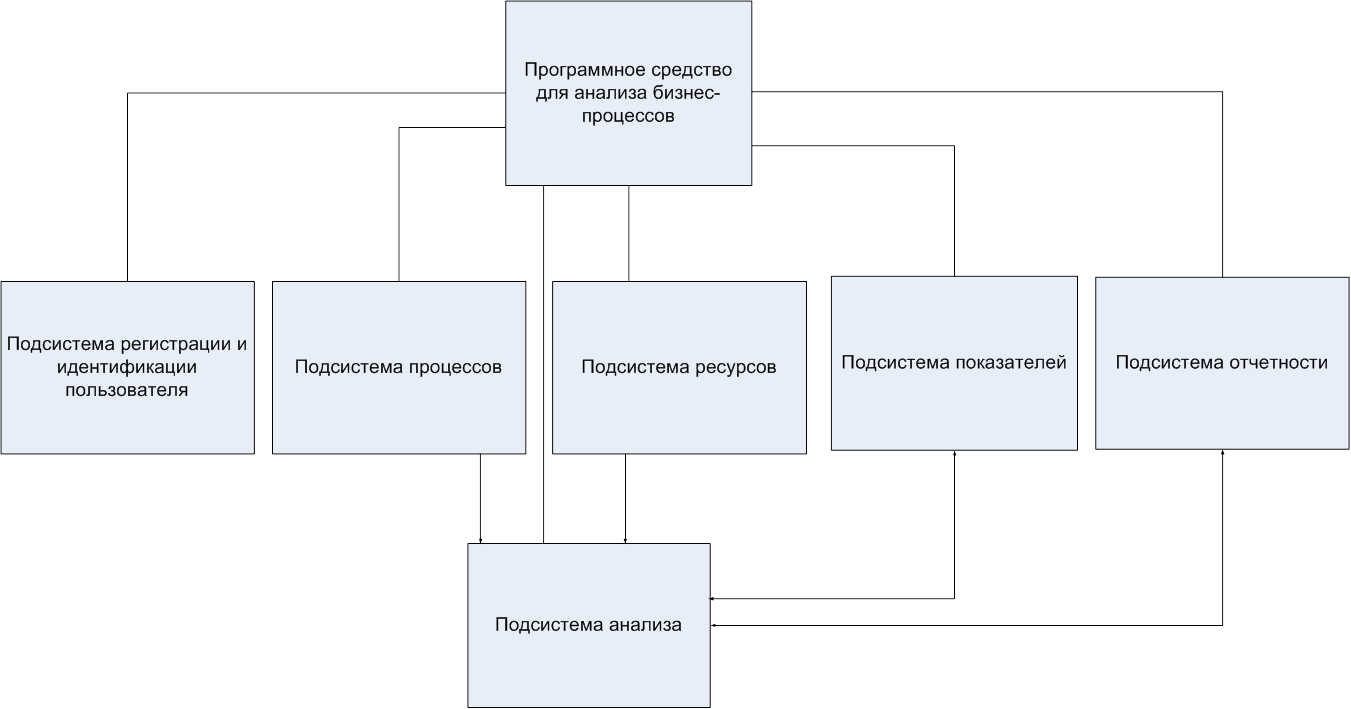 Программное средство
для анализа бизнес-
процессов
Подсистема регистрации и
идентификации
пользователя
Подсистема процессов
Подсистема ресурсов
Подсистема показателей
Подсистема отчетности
Подсистема анализа